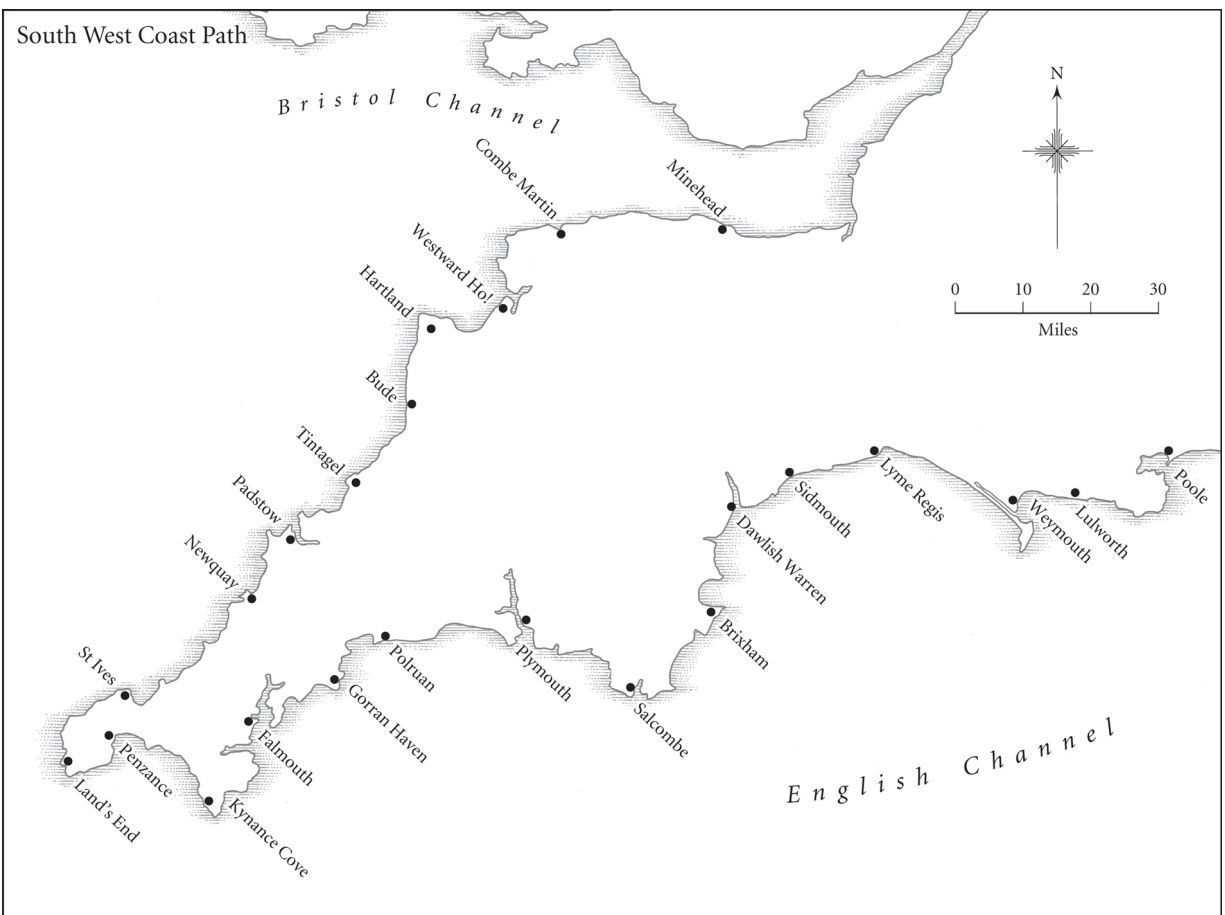 South West Coast Path
Bristol Channel
N
Combe Martin
Minehead
Westward Ho!
Hartland
0 10 20 30
Miles
Bude
Tintagel
Padstow
Newquay
St Ives
Land's End
Penzance
Kynance Cove
Falmouth
Gorran Haven
Polruan
Plymouth
Salcombe
Brixham
Dawlish Warren
Sidmouth
Lyme Regis
Weymouth
Lulworth
Poole
English Channel